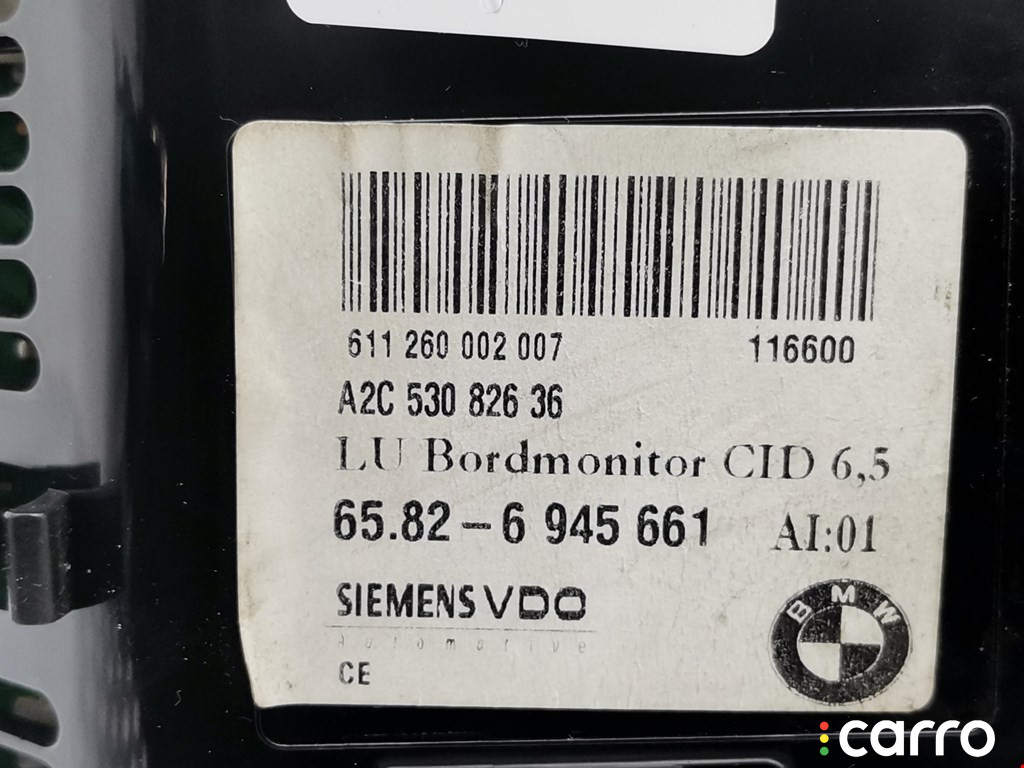 611 260 002 007 116600
A2C 530 826 36
LU Bordmonitor CID 6,5
65.82-6 945 661 AI:01
SIEMENS VDO
Automotive
CE
BMW
carro